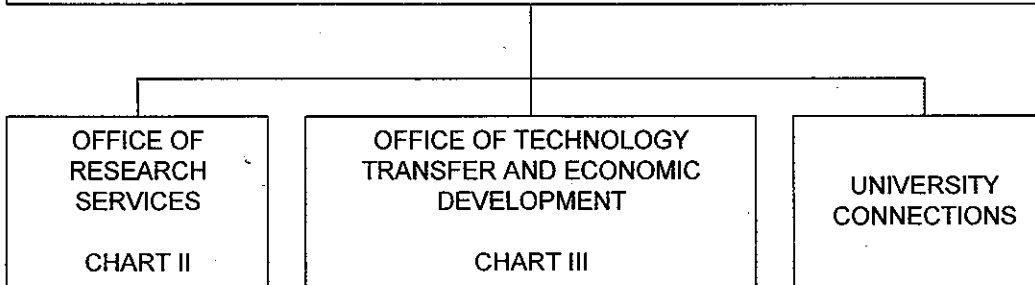 OFFICE OF
RESEARCH
SERVICES
CHART II
OFFICE OF TECHNOLOGY
TRANSFER AND ECONOMIC
DEVELOPMENT
CHART III
UNIVERSITY
CONNECTIONS